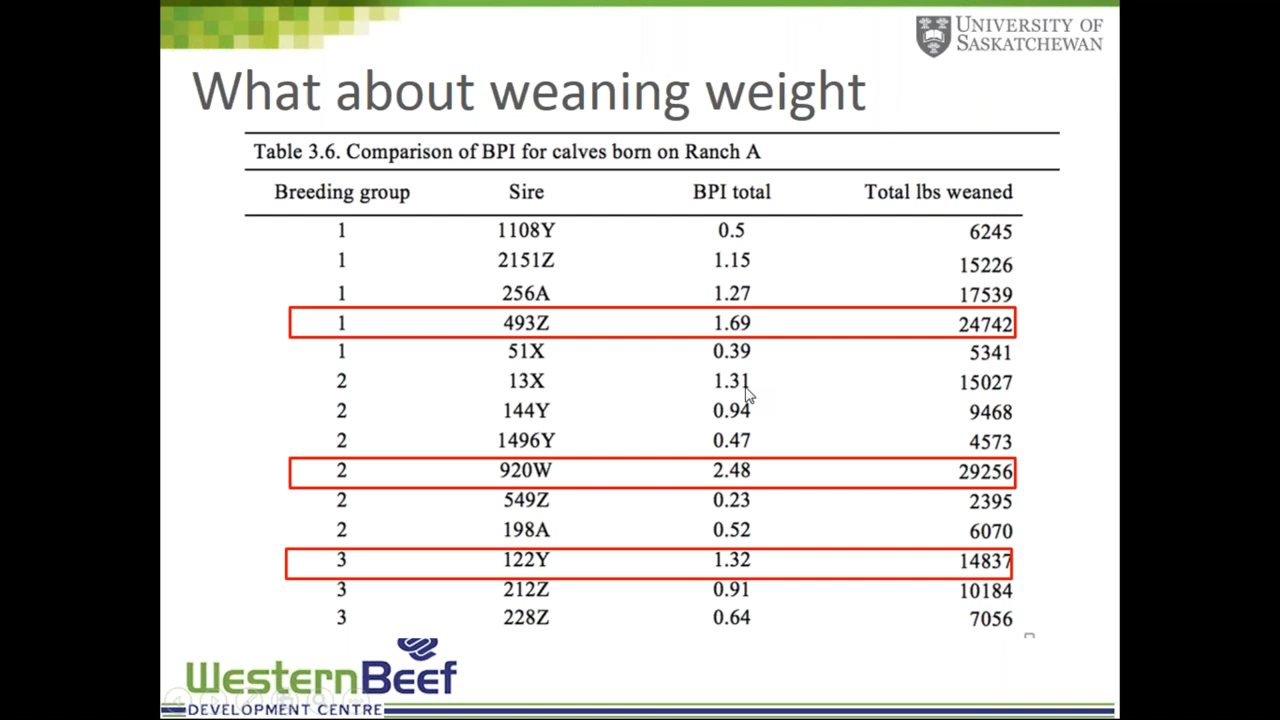 UNIVERSITY OF
SASKATCHEWAN
What about weaning weight
Table 3.6. Comparison of BPI for calves born on Ranch A
Breeding group Sire BPI total Total lbs weaned
1 1108Y 0.5 6245
1 2151Z 1.15 15226
1 256A 1.27 17539
1 493Z 1.69 24742
1 51X 0.39 5341
2 13X 1.31 15027
2 144Y 0.94 9468
2 1496Y 0.47 4573
2 920W 2.48 29256
2 549Z 0.23 2395
2 198A 0.52 6070
3 122Y 1.32 14837
3 212Z 0.91 10184
3 228Z 0.64 7056
WesternBeef
DEVELOPMENT CENTRE